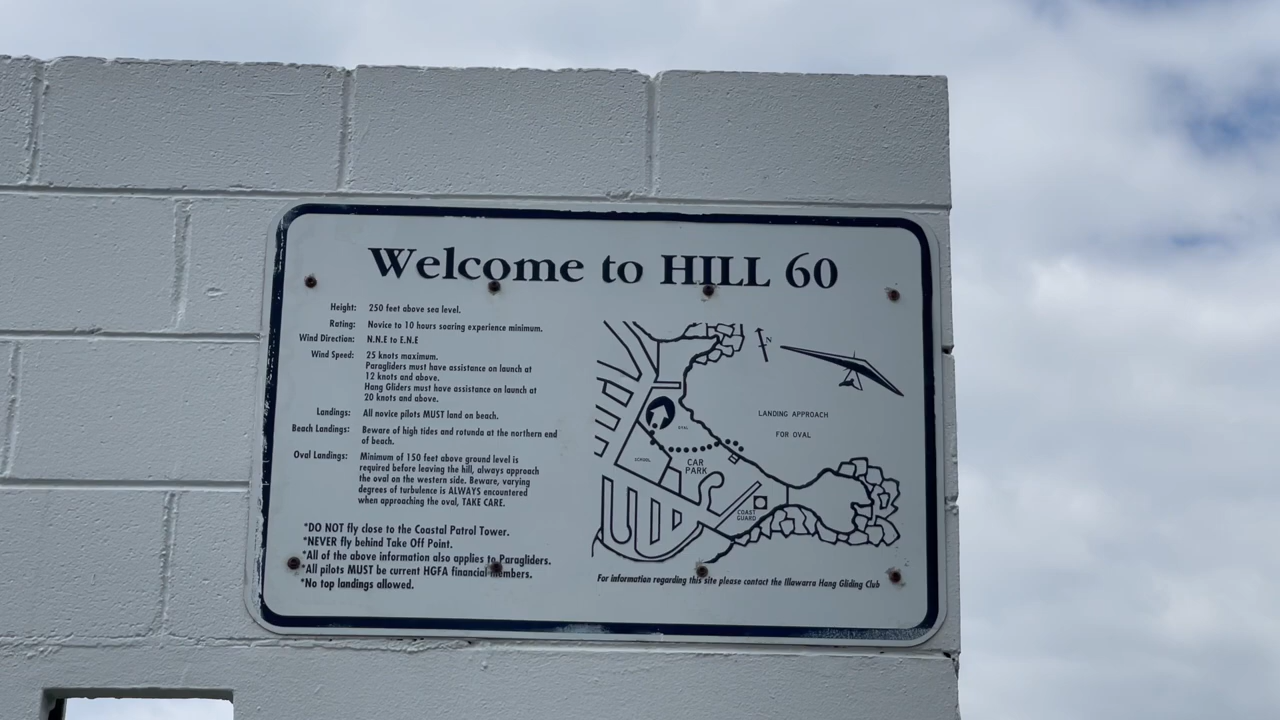 Welcome to HILL 60
Height: 250 feet above sea level.
Rating: Novice to 10 hours soaring experience minimum.
Wind Direction: N.N.E to E.N.E
Wind Speed: 25 knots maximum.
Paragliders must have assistance on launch at
12 knots and above.
Hang Gliders must have assistance on launch at
20 knots and above.
Landings: All novice pilots MUST land on beach.
Beach Landings: Beware of high tides and rotunda at the northern end
of beach.
Oval Landings: Minimum of 150 feet above ground level is
required before leaving the hill, always approach
the oval on the western side. Beware, varying
degrees of turbulence is ALWAYS encountered
when approaching the oval, TAKE CARE.
*DO NOT fly close to the Coastal Patrol Tower.
*NEVER fly behind Take Off Point.
*All of the above information also applies to Paragliders.
*All pilots MUST be current HGFA financial members.
*No top landings allowed.
N
LANDING APPROACH
FOR OVAL
OVAL
SCHOOL
CAR
PARK
COAST
GUARD
For information regarding this site please contact the Illawarra Hang Gliding Club